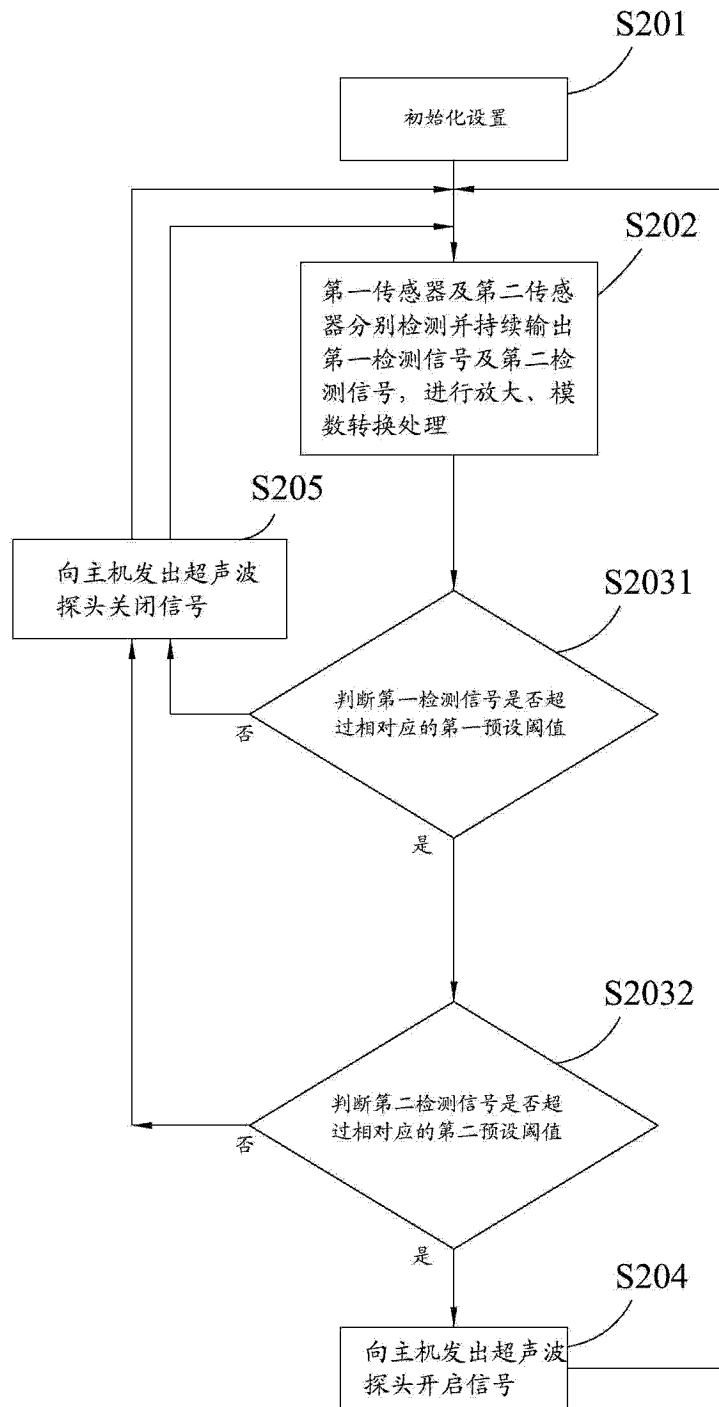 S201
初始化设置
S202
第一传感器及第二传感
器分别检测并持续输出
第一检测信号及第二检
测信号，进行放大、模
数转换处理
S205
向主机发出超声波
探头关闭信号
S2031
判断第一检测信号是否超
过相对应的第一预设阈值
否
是
S2032
判断第二检测信号是否超
过相对应的第二预设阈值
否
是
S204
向主机发出超声波
探头开启信号